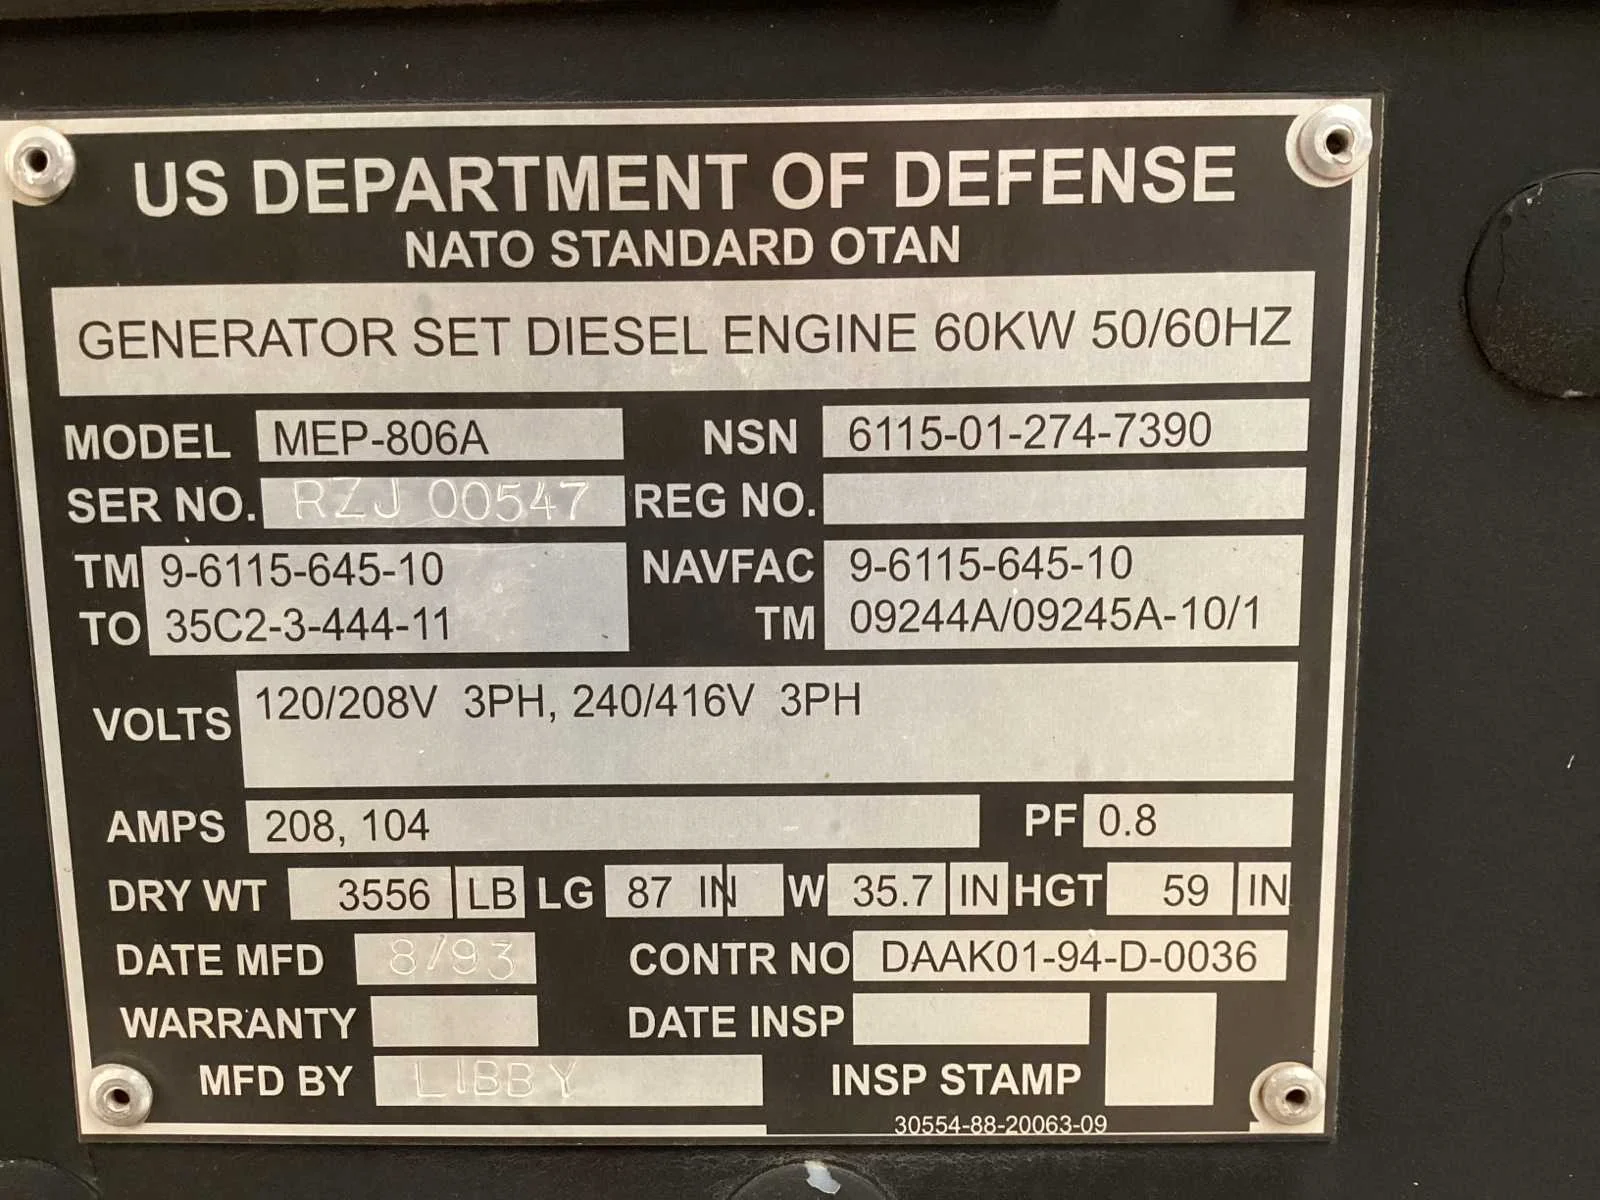 US DEPARTMENT OF DEFENSE
NATO STANDARD OTAN
GENERATOR SET DIESEL ENGINE 60KW 50/60HZ
MODEL MEP-806A NSN 6115-01-274-7390
SER NO. RZJ 00547 REG NO.
TM 9-6115-645-10 NAVFAC 9-6115-645-10
TO 35C2-3-444-11 TM 09244A/09245A-10/1
VOLTS 120/208V 3PH, 240/416V 3PH
AMPS 208, 104 PF 0.8
DRY WT 3556 LB LG 87 IN W 35.7 IN HGT 59 IN
DATE MFD 8/93 CONTR NO DAAK01-94-D-0036
WARRANTY DATE INSP
MFD BY LIBBY INSP STAMP
30554-88-20063-09